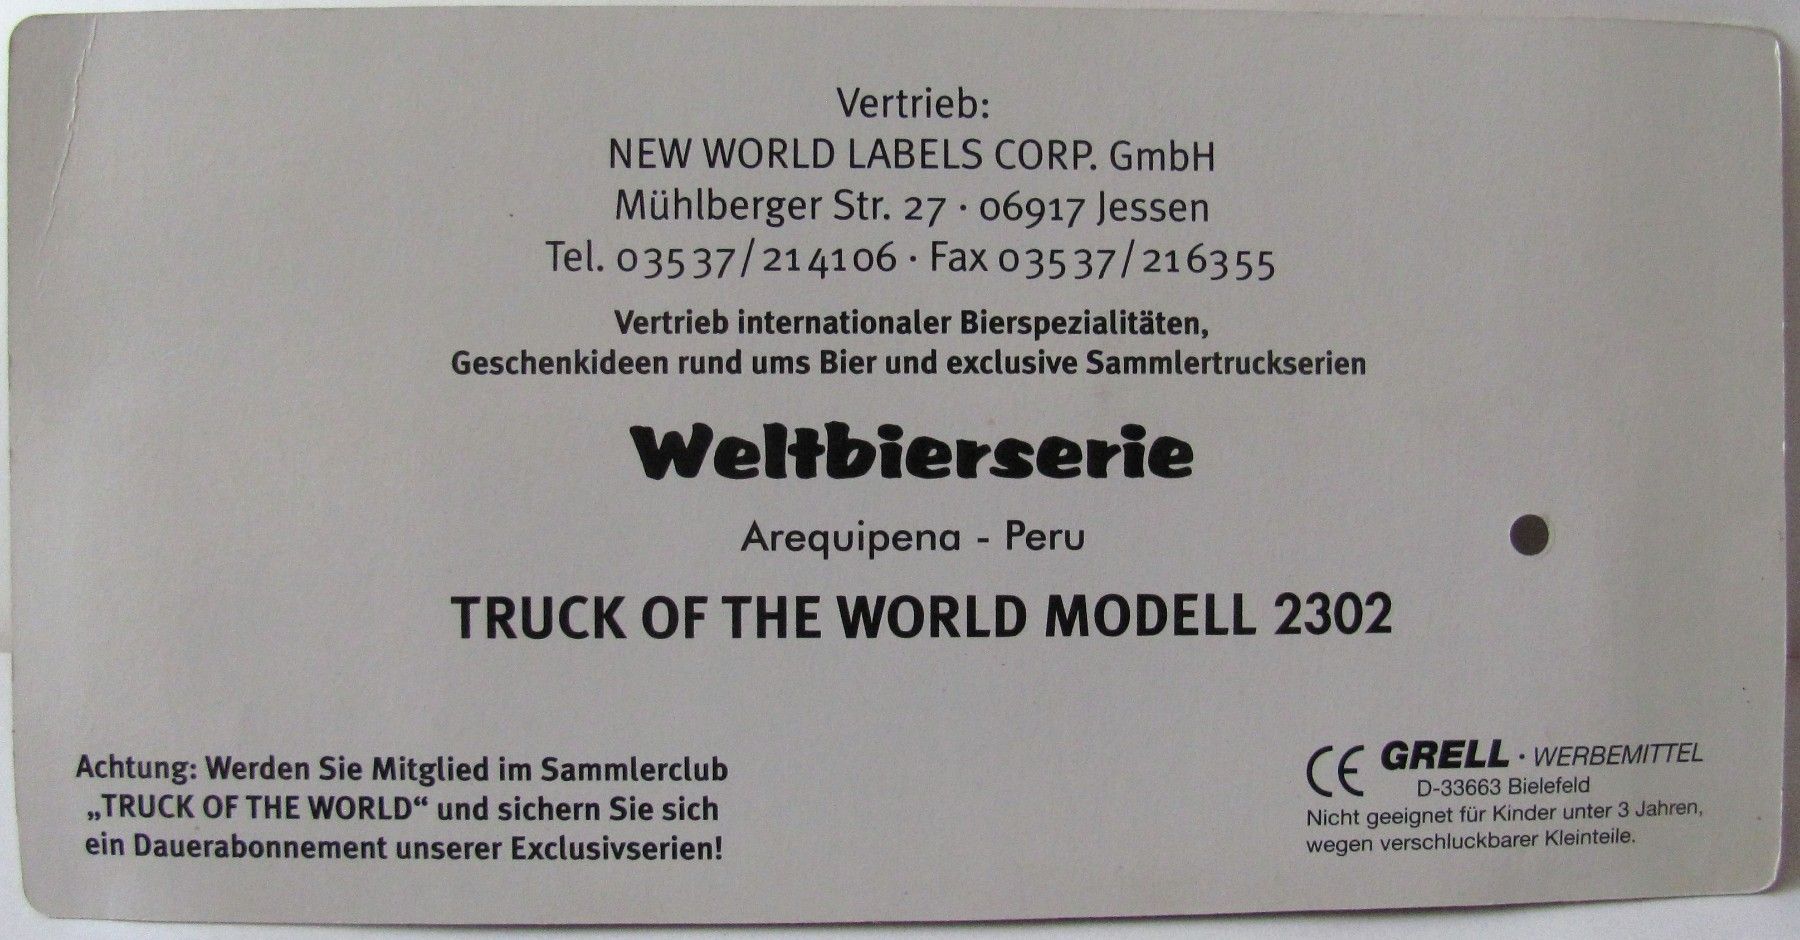 Vertrieb:
NEW WORLD LABELS CORP. GmbH
Mühlberger Str. 27 · 06917 Jessen
Tel. 03537/214106 · Fax 03537/216355
Vertrieb internationaler Bierspezialitäten,
Geschenkideen rund ums Bier und exclusive Sammlertruckserien
Weltbierserie
Arequipena - Peru
TRUCK OF THE WORLD MODELL 2302
Achtung: Werden Sie Mitglied im Sammlerclub
„TRUCK OF THE WORLD“ und sichern Sie sich
ein Dauerabonnement unserer Exclusivserien!
CE GRELL · WERBEMITTEL
D-33663 Bielefeld
Nicht geeignet für Kinder unter 3 Jahren,
wegen verschluckbarer Kleinteile.